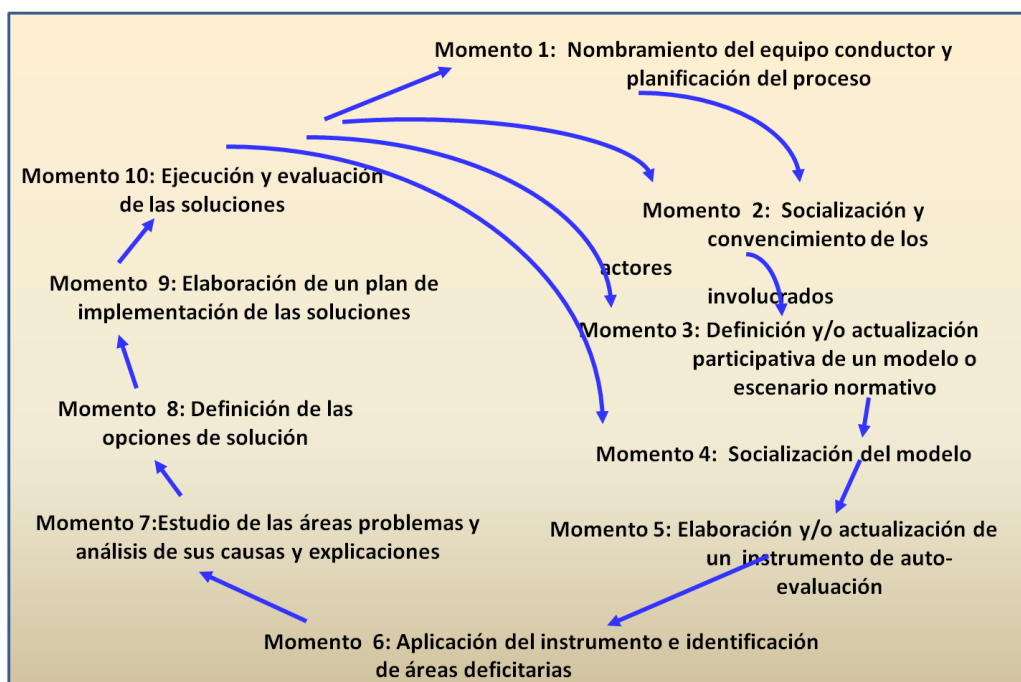 Momento 1: Nombramiento del equipo conductor y
planificación del proceso
Momento 2: Socialización y
convencimiento de los
actores
involucrados
Momento 3: Definición y/o actualización
participativa de un modelo o
escenario normativo
Momento 4: Socialización del modelo
Momento 5: Elaboración y/o actualización de
un instrumento de auto-
evaluación
Momento 6: Aplicación del instrumento e identificación
de áreas deficitarias
Momento 7:Estudio de las áreas problemas y
análisis de sus causas y explicaciones
Momento 8: Definición de las
opciones de solución
Momento 9: Elaboración de un plan de
implementación de las soluciones
Momento 10: Ejecución y evaluación
de las soluciones